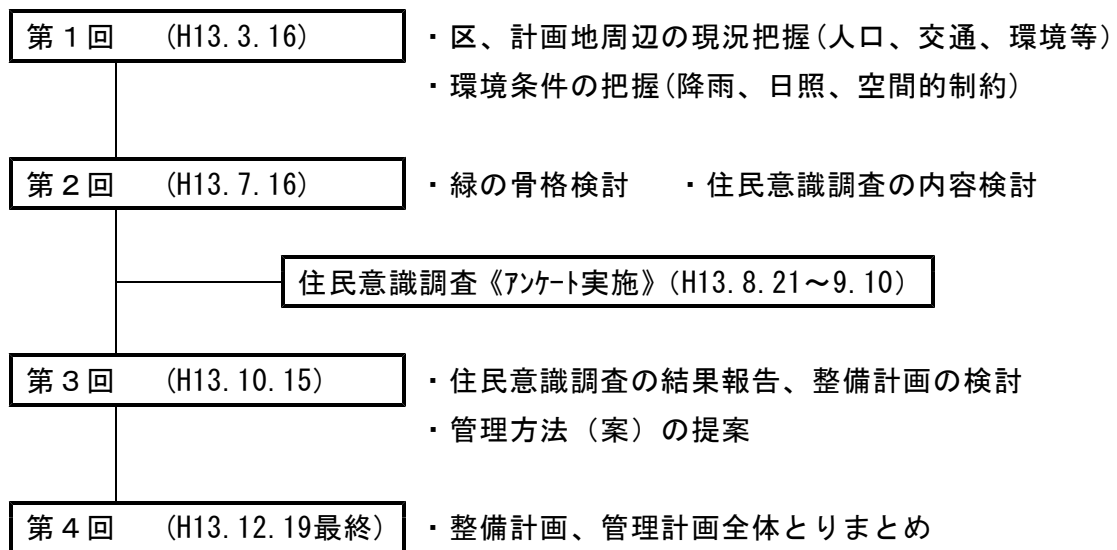 第１回　　(H13.3.16)　・区、計画地周辺の現況把握(人口、交通、環境等)
・環境条件の把握(降雨、日照、空間的制約)
第２回　　(H13.7.16)　・緑の骨格検討　　・住民意識調査の内容検討
住民意識調査《ｱﾝｹｰﾄ実施》(H13.8.21～9.10)
第３回　　(H13.10.15)　・住民意識調査の結果報告、整備計画の検討
・管理方法（案）の提案
第４回　　(H13.12.19最終)　・整備計画、管理計画全体とりまとめ